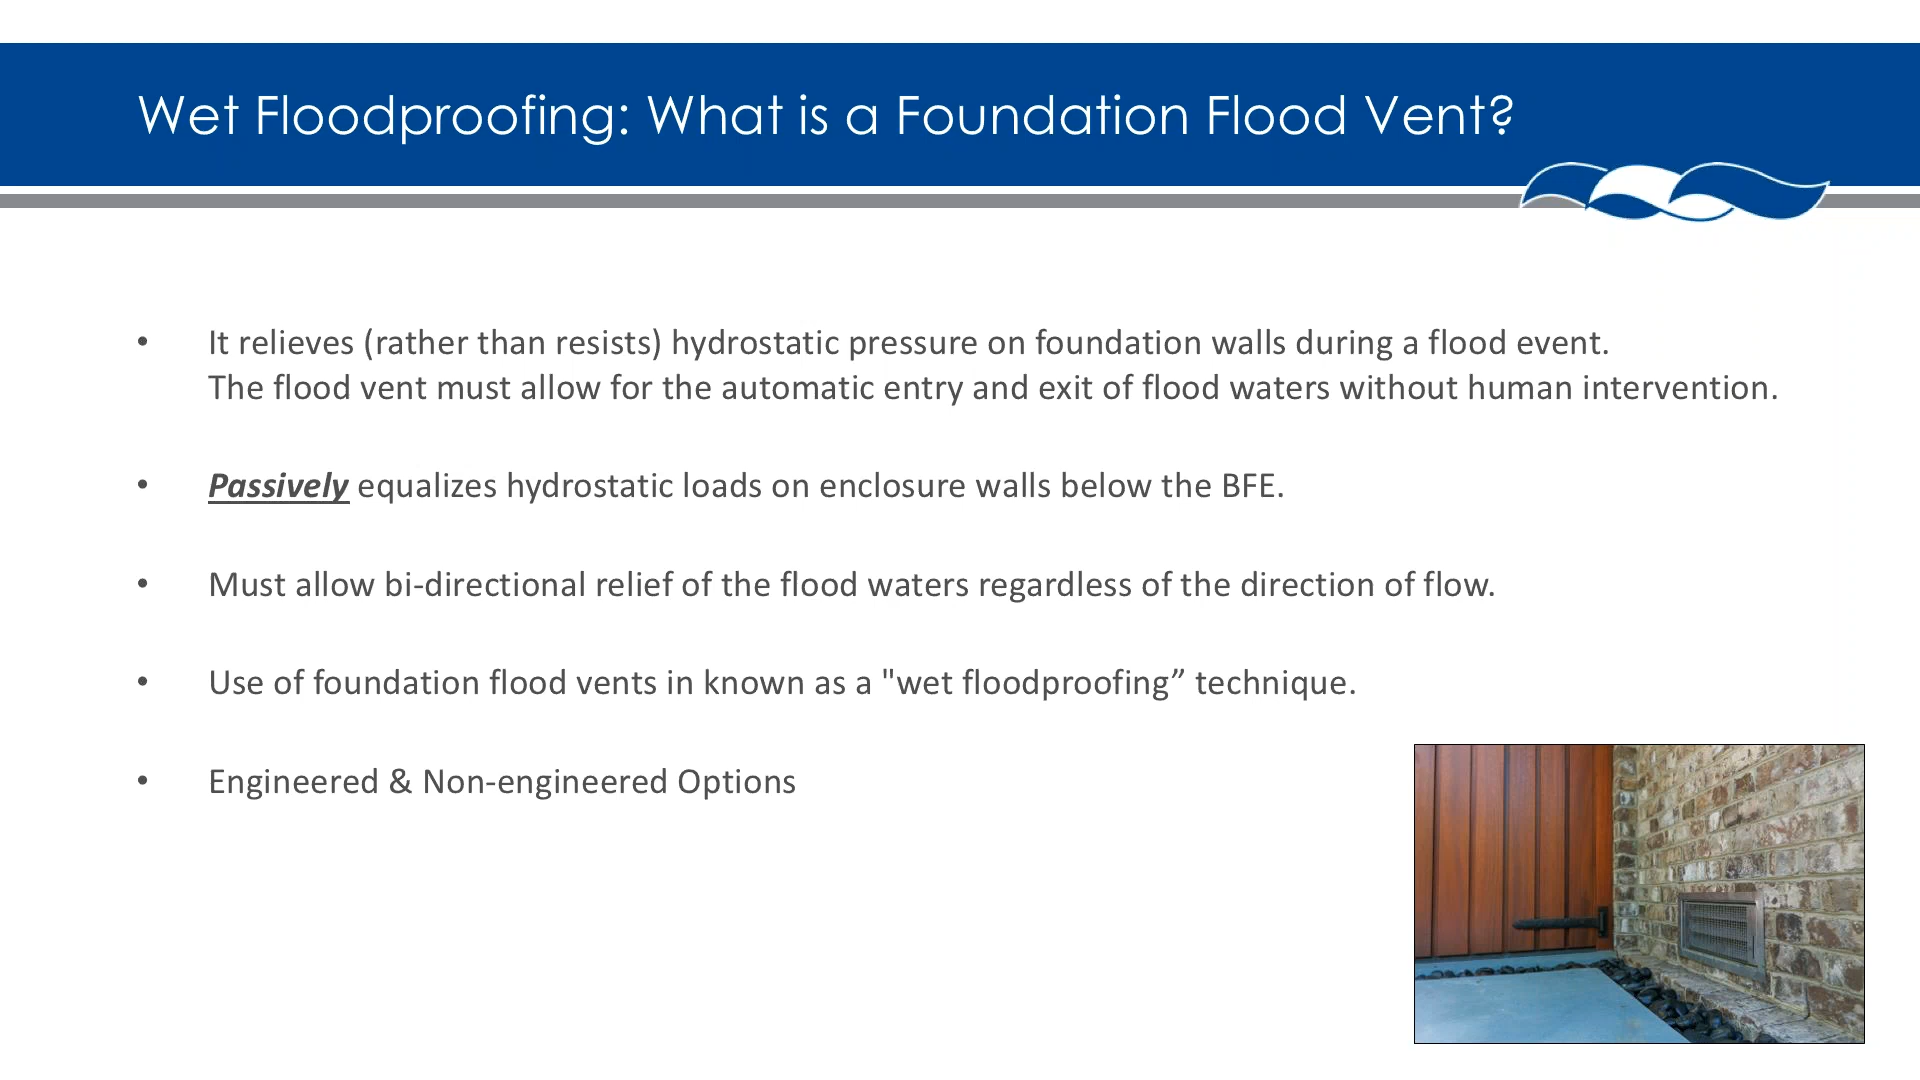 Wet Floodproofing: What is a Foundation Flood Vent?
• It relieves (rather than resists) hydrostatic pressure on foundation walls during a flood event.
The flood vent must allow for the automatic entry and exit of flood waters without human intervention.
• Passively equalizes hydrostatic loads on enclosure walls below the BFE.
• Must allow bi-directional relief of the flood waters regardless of the direction of flow.
• Use of foundation flood vents in known as a "wet floodproofing” technique.
• Engineered & Non-engineered Options